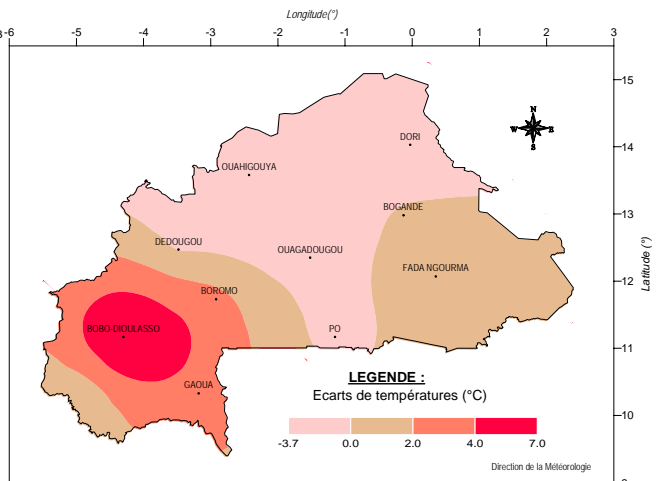 Longitude(°)
-6 -5 -4 -3 -2 -1 0 1 2 3
15
DORI
N
W E
S
14
OUAHIGOUYA
BOGANDE
13
DEDOUGOU
OUAGADOUGOU
FADA NGOURMA
12
Latitude (°)
BOROMO
BOBO-DIOULASSO
PO
11
LEGENDE :
Ecarts de températures (°C)
GAOUA
10
-3.7 0.0 2.0 4.0 7.0
Direction de la Météorologie